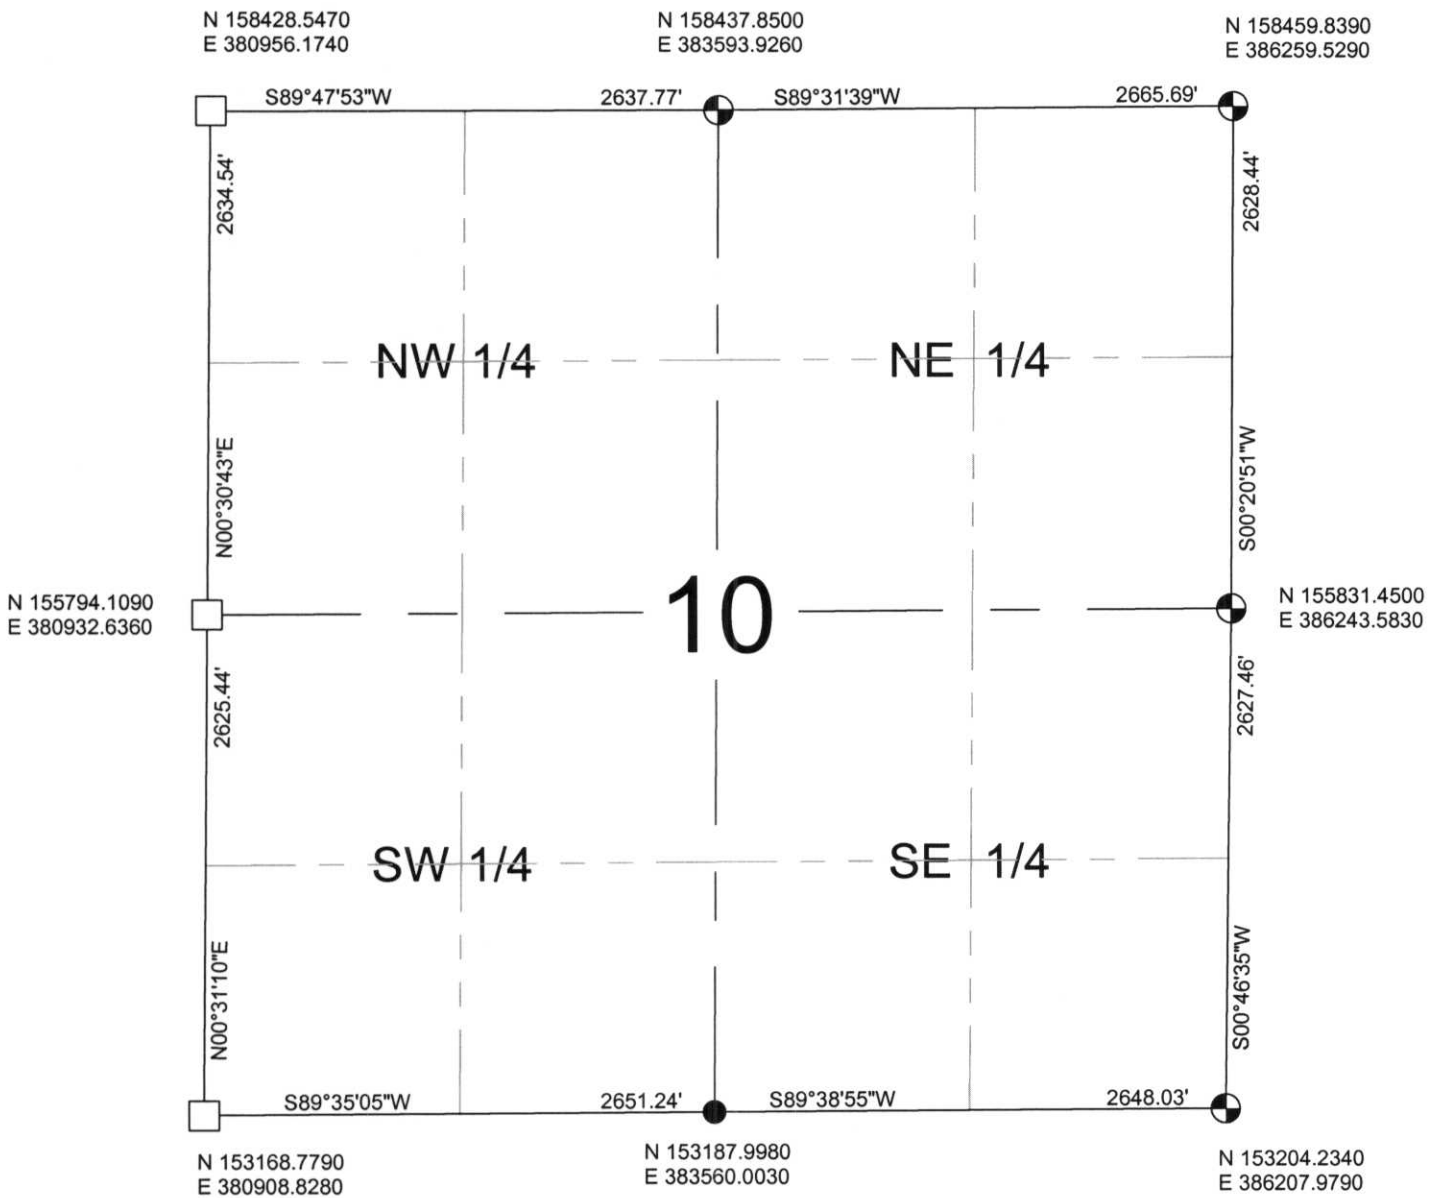 N 158428.5470
E 380956.1740
N 158437.8500
E 383593.9260
N 158459.8390
E 386259.5290
S89°47'53"W
2637.77'
S89°31'39"W
2665.69'
2634.54'
2628.44'
NW 1/4
NE 1/4
N00°30'43"E
S00°20'51"W
10
N 155794.1090
E 380932.6360
N 155831.4500
E 386243.5830
2625.44'
2627.46'
SW 1/4
SE 1/4
N00°31'10"E
S00°46'35"W
S89°35'05"W
2651.24'
S89°38'55"W
2648.03'
N 153168.7790
E 380908.8280
N 153187.9980
E 383560.0030
N 153204.2340
E 386207.9790